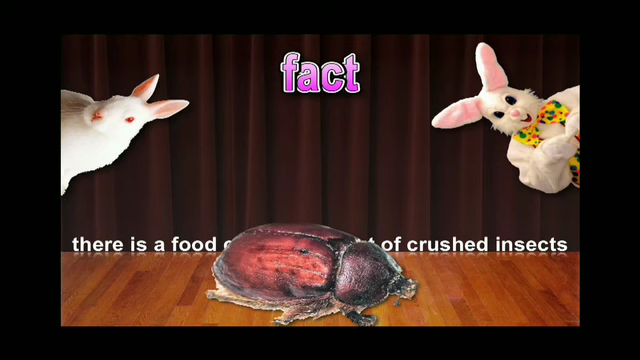 fact
there is a food of crushed insects